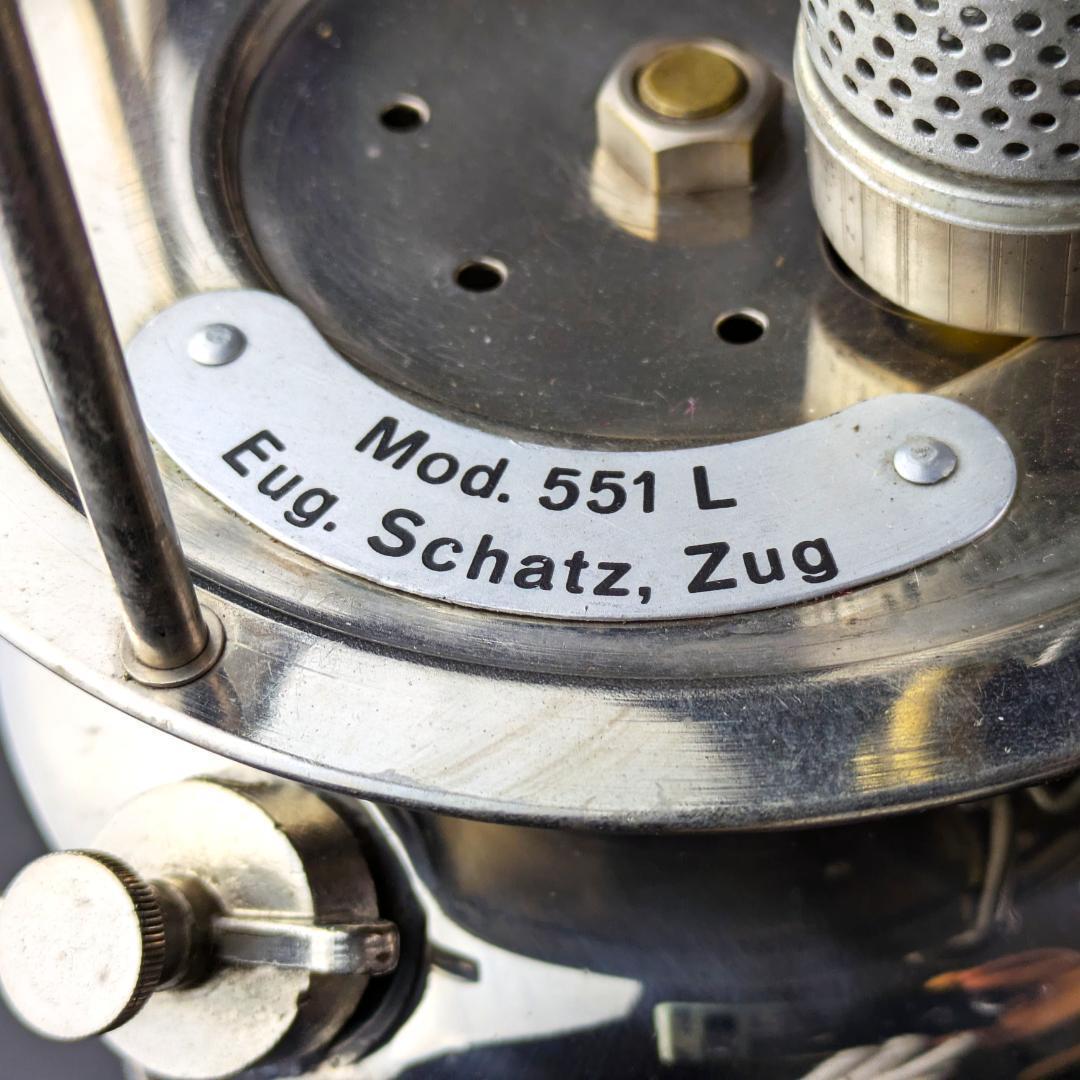 Mod. 551 L
Eug. Schatz, Zug